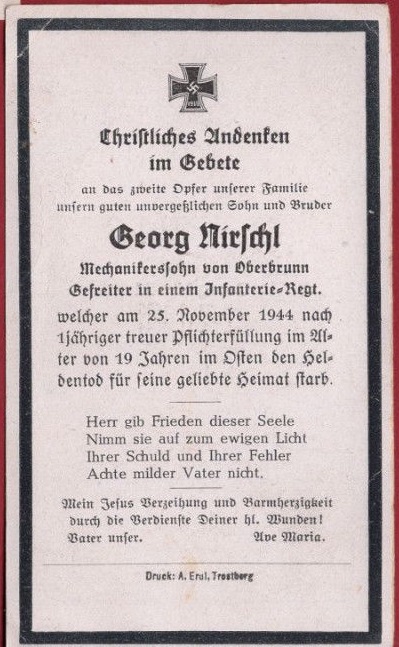 Christliches Andenken
im Gebete
an das zweite Opfer unserer Familie
unsern guten unvergeßlichen Sohn und Bruder
Georg Nirschl
Mechanikerssohn von Oberbrunn
Gefreiter in einem Infanterie=Regt.
welcher am 25. November 1944 nach
1jähriger treuer Pflichterfüllung im Al-
ter von 19 Jahren im Osten den Hel-
dentod für seine geliebte Heimat starb.
Herr gib Frieden dieser Seele
Nimm sie auf zum ewigen Licht
Ihrer Schuld und Ihrer Fehler
Achte milder Vater nicht.
Mein Jesus Verzeihung und Barmherzigkeit
durch die Verdienste Deiner hl. Wunden!
Vater unser. Ave Maria.
Druck: A. Erul, Trostberg